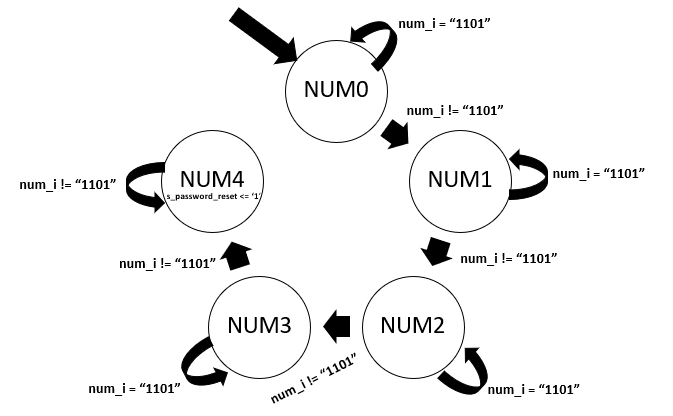 num_i = “1101”
NUM0
num_i != “1101”
NUM4
s_password_reset <= ‘1’
num_i != “1101”
NUM1
num_i = “1101”
num_i != “1101”
num_i != “1101”
NUM3
NUM2
num_i = “1101”
num_i != “1101”
num_i = “1101”